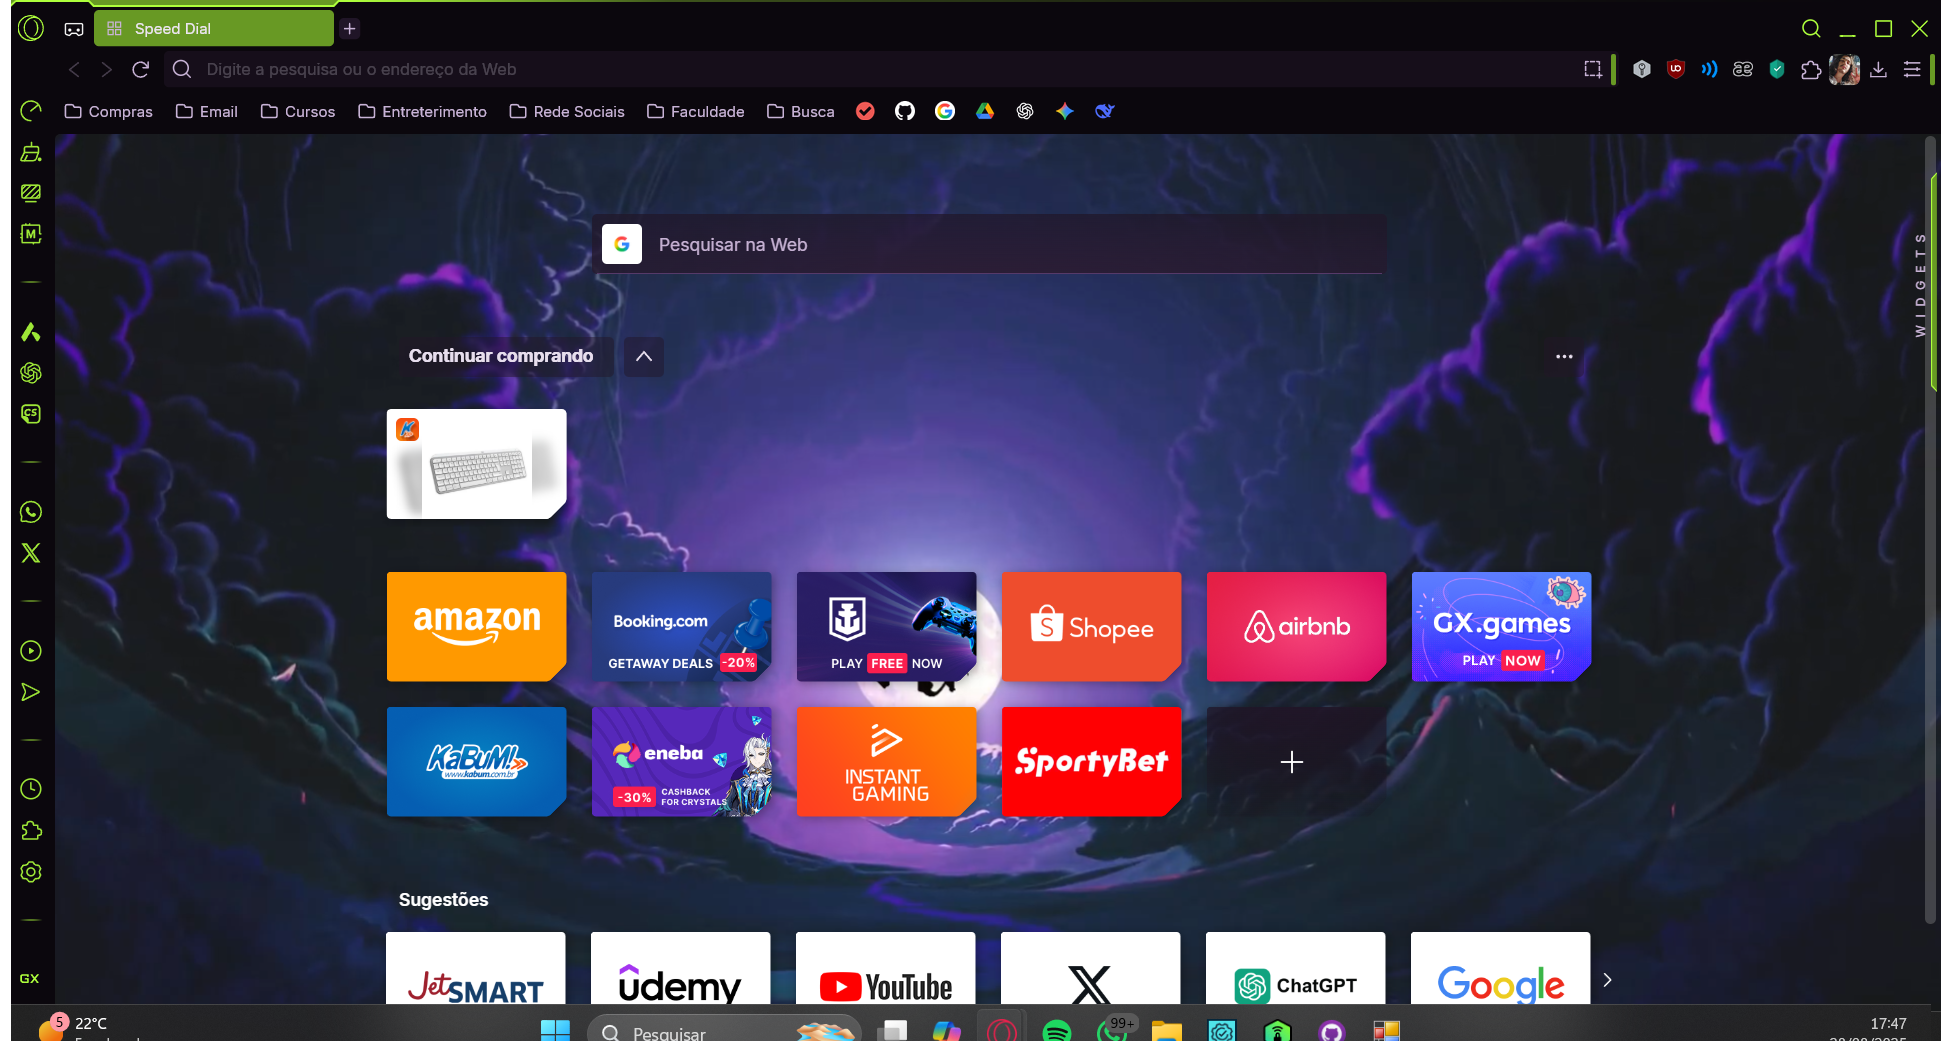 Speed Dial
Digite a pesquisa ou o endereço da Web
Compras Email Cursos Entreterimento Rede Sociais Faculdade Busca
Pesquisar na Web
WIDGETS
Continuar comprando
amazon
Booking.com
GETAWAY DEALS -20%
PLAY FREE NOW
Shopee
airbnb
GX.games
PLAY NOW
KaBuM!
www.kabum.com.br
eneba
-30% CASHBACK
FOR CRYSTALS
INSTANT
GAMING
SportyBet
Sugestões
JetSMART
udemy
YouTube
X
ChatGPT
Google
GX
5 22°C
Pesquisar
99+
17:47